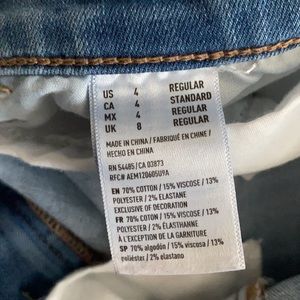 US 4 REGULAR
CA 4 STANDARD
MX 4 REGULAR
UK 8 REGULAR
MADE IN CHINA / FABRIQUÉ EN CHINE /
HECHO EN CHINA
RN 54485/CA 03873
RFC# AEM120605U9A
EN 70% COTTON / 15% VISCOSE / 13%
POLYESTER / 2% ELASTANE
EXCLUSIVE OF DECORATION
FR 70% COTON / 15% VISCOSE / 13%
POLYESTER / 2% ÉLASTHANNE
À L'EXCEPTION DE LA GARNITURE
SP 70% algodón / 15% viscosa / 13%
poliéster / 2% elastano